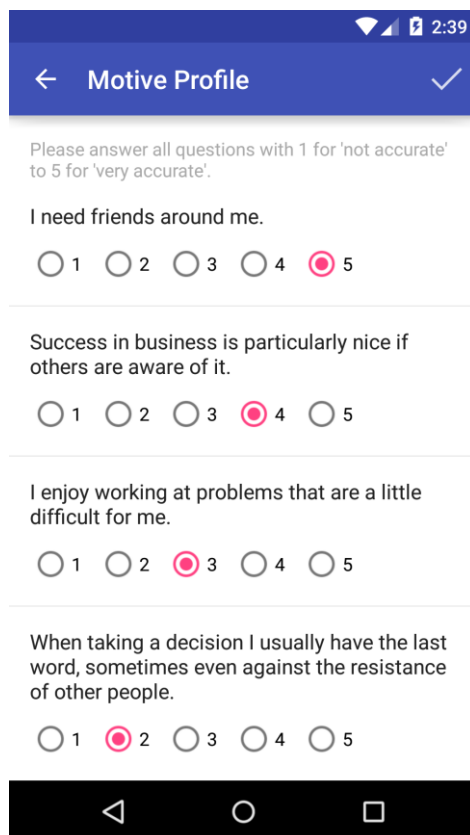 2:39
Motive Profile
Please answer all questions with 1 for 'not accurate'
to 5 for 'very accurate'.
I need friends around me.
1 2 3 4 5
Success in business is particularly nice if
others are aware of it.
1 2 3 4 5
I enjoy working at problems that are a little
difficult for me.
1 2 3 4 5
When taking a decision I usually have the last
word, sometimes even against the resistance
of other people.
1 2 3 4 5